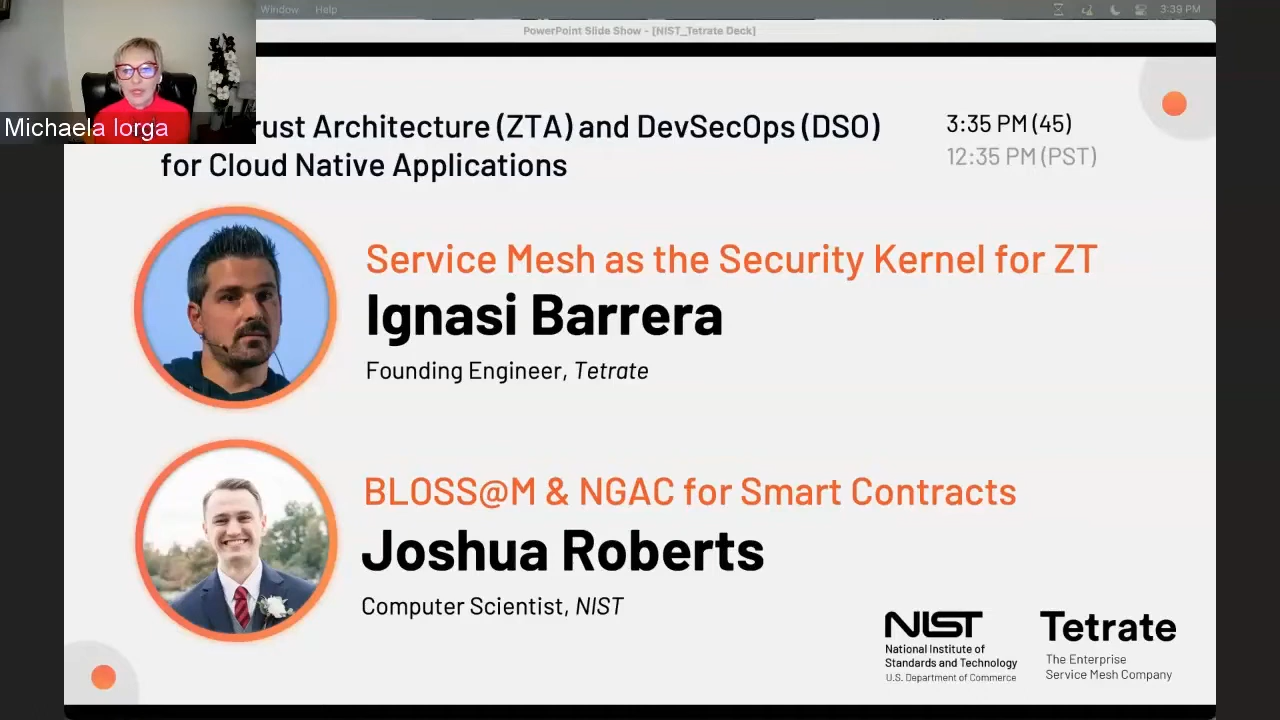 Window Help
3:39 PM
PowerPoint Slide Show - [NIST_Tetrate Deck]
Michaela Iorga
rust Architecture (ZTA) and DevSecOps (DSO)
for Cloud Native Applications
3:35 PM (45)
12:35 PM (PST)
Service Mesh as the Security Kernel for ZT
Ignasi Barrera
Founding Engineer, Tetrate
BLOSS@M & NGAC for Smart Contracts
Joshua Roberts
Computer Scientist, NIST
NIST
National Institute of
Standards and Technology
U.S. Department of Commerce
Tetrate
The Enterprise
Service Mesh Company